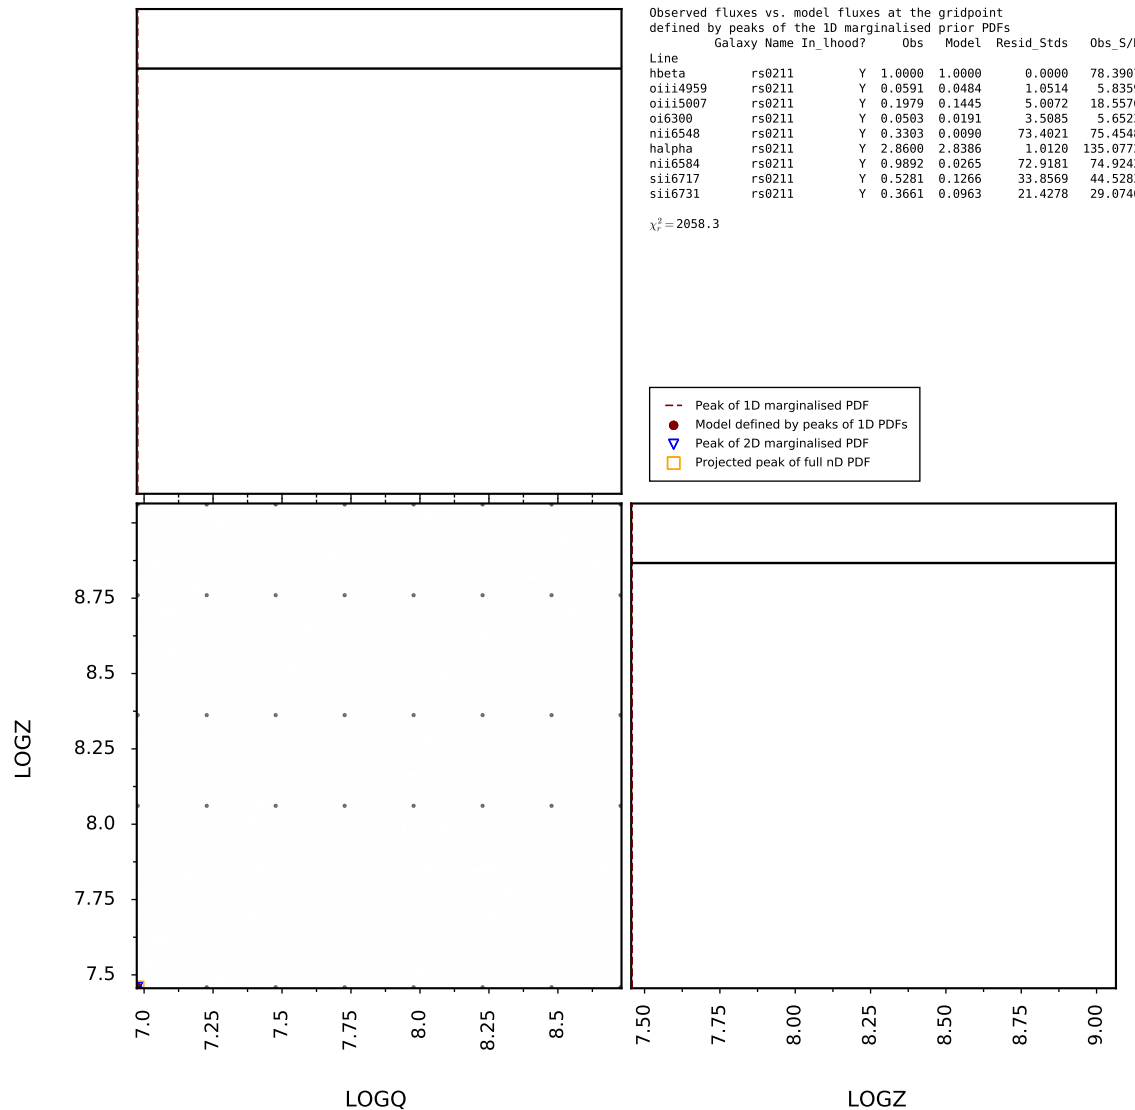 Observed fluxes vs. model fluxes at the gridpoint
defined by peaks of the 1D marginalised prior PDFs
Galaxy Name In_lhood? Obs Model Resid_Stds Obs_S/
Line
hbeta rs0211 Y 1.0000 1.0000 0.0000 78.390
oiii4959 rs0211 Y 0.0591 0.0484 1.0514 5.835
oiii5007 rs0211 Y 0.1979 0.1445 5.0072 18.557
oi6300 rs0211 Y 0.0503 0.0191 3.5085 5.652
nii6548 rs0211 Y 0.3303 0.0090 73.4021 75.454
halpha rs0211 Y 2.8600 2.8386 1.0120 135.077
nii6584 rs0211 Y 0.9892 0.0265 72.9181 74.924
sii6717 rs0211 Y 0.5281 0.1266 33.8569 44.528
sii6731 rs0211 Y 0.3661 0.0963 21.4278 29.074
χ²ᵣ = 2058.3
Peak of 1D marginalised PDF
Model defined by peaks of 1D PDFs
Peak of 2D marginalised PDF
Projected peak of full nD PDF
8.75
8.5
8.25
8.0
7.75
7.5
LOGZ
7.0 7.25 7.5 7.75 8.0 8.25 8.5
LOGQ
7.50 7.75 8.00 8.25 8.50 8.75 9.00
LOGZ